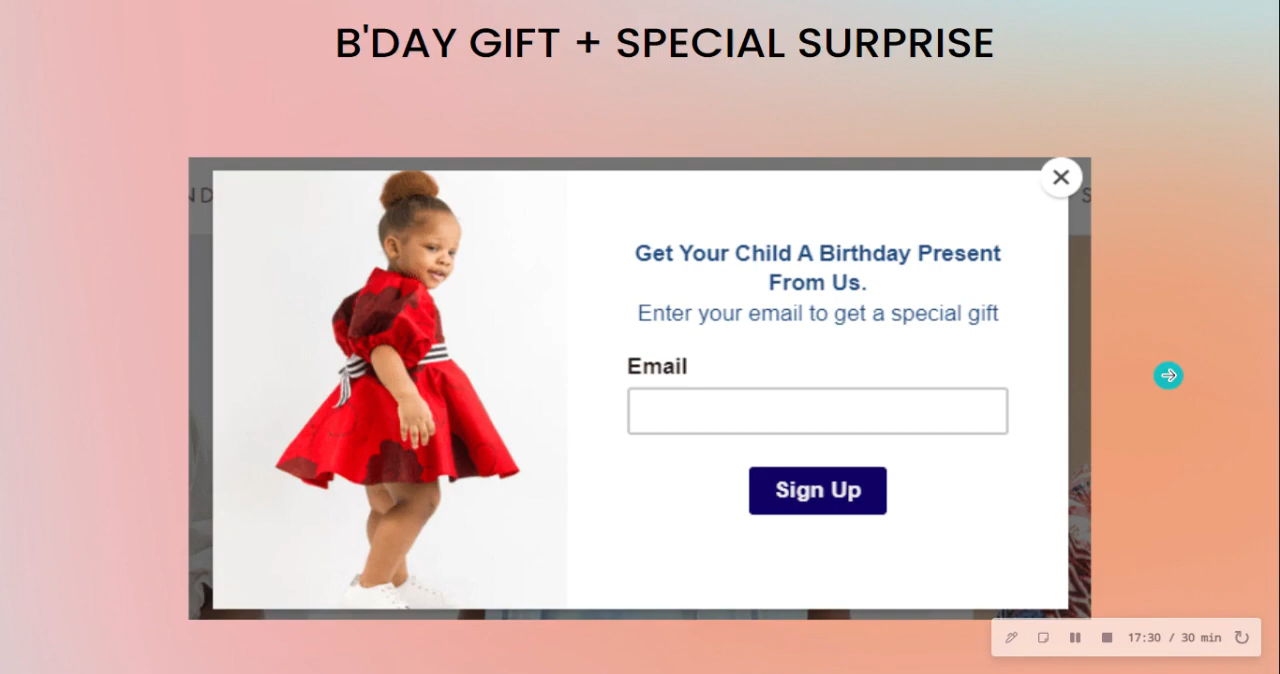 B'DAY GIFT + SPECIAL SURPRISE
ND
S
Get Your Child A Birthday Present
From Us.
Enter your email to get a special gift
Email
Sign Up
17:30 / 30 min